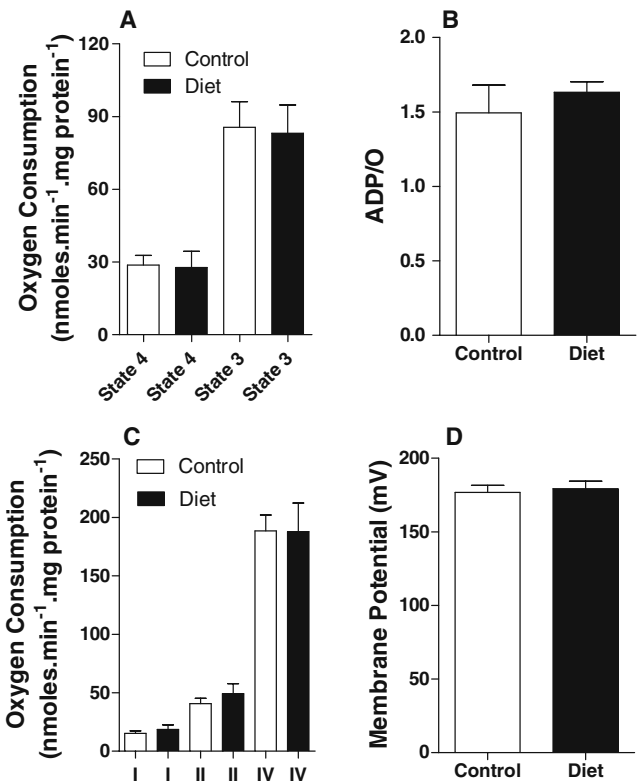 A
Oxygen Consumption
(nmoles.min⁻¹.mg protein⁻¹)
120
90
60
30
0
Control
Diet
State 4
State 4
State 3
State 3
B
ADP/O
2.0
1.5
1.0
0.5
0.0
Control
Diet
C
Oxygen Consumption
(nmoles.min⁻¹.mg protein⁻¹)
250
200
150
100
50
0
Control
Diet
I
I
II
II
IV
IV
D
Membrane Potential (mV)
200
150
100
50
0
Control
Diet